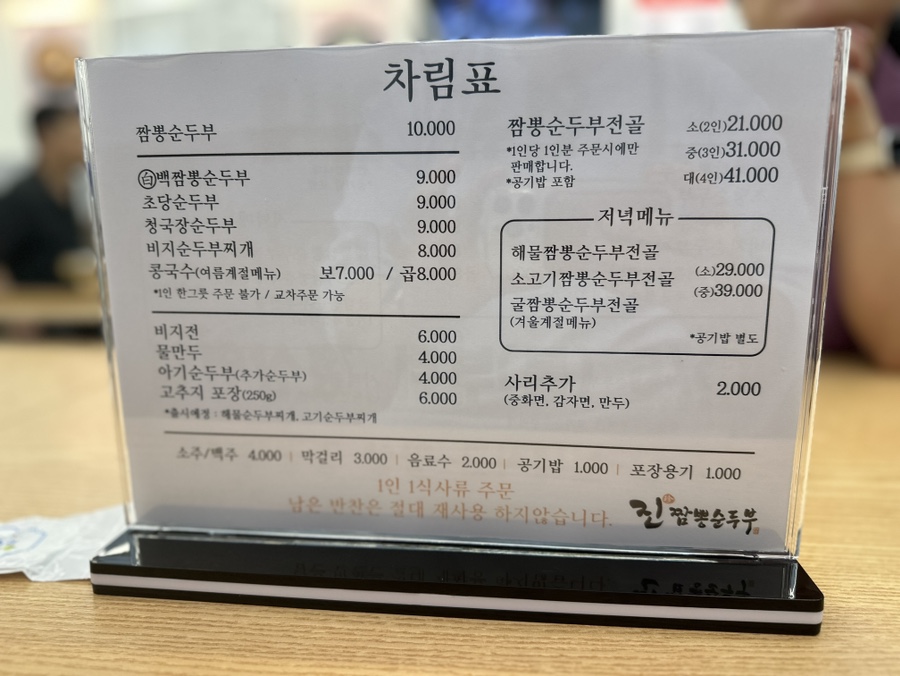 차림표
짬뽕순두부 10.000
白백짬뽕순두부 9.000
초당순두부 9.000
청국장순두부 9.000
비지순두부찌개 8.000
콩국수(여름계절메뉴) 보7.000 / 곱8.000
*1인 한그릇 주문 불가 / 교차주문 가능
비지전 6.000
물만두 4.000
아기순두부(추가순두부) 4.000
고추지 포장(250g) 6.000
*출시예정 : 해물순두부찌개, 고기순두부찌개
짬뽕순두부전골 소(2인)21.000
*1인당 1인분 주문시에만 중(3인)31.000
판매합니다.
*공기밥 포함 대(4인)41.000
저녁메뉴
해물짬뽕순두부전골
소고기짬뽕순두부전골 (소)29.000
(중)39.000
굴짬뽕순두부전골
(겨울계절메뉴)
*공기밥 별도
사리추가 2.000
(중화면, 감자면, 만두)
소주/맥주 4.000 | 막걸리 3.000 | 음료수 2.000 | 공기밥 1.000 | 포장용기 1.000
1인 1식사류 주문
남은 반찬은 절대 재사용 하지않습니다.
진짬뽕순두부